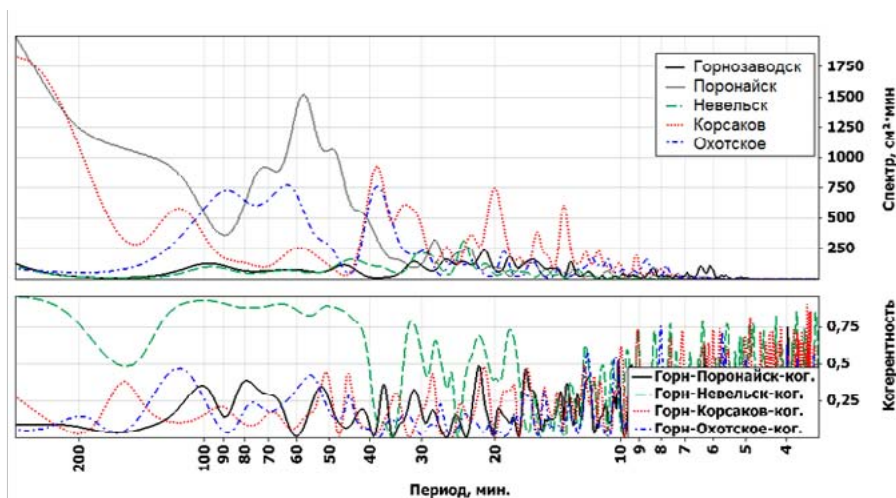 1750
1500
1250
1000
750
500
250
Спектр, см²*мин
Горнозаводск
Поронайск
Невельск
Корсаков
Охотское
0,75
0,5
0,25
Когерентность
Горн-Поронайск-ког.
Горн-Невельск-ког.
Горн-Корсаков-ког.
Горн-Охотское-ког.
200 100 90 80 70 60 50 40 30 20 10 9 8 7 6 5 4
Период, мин.